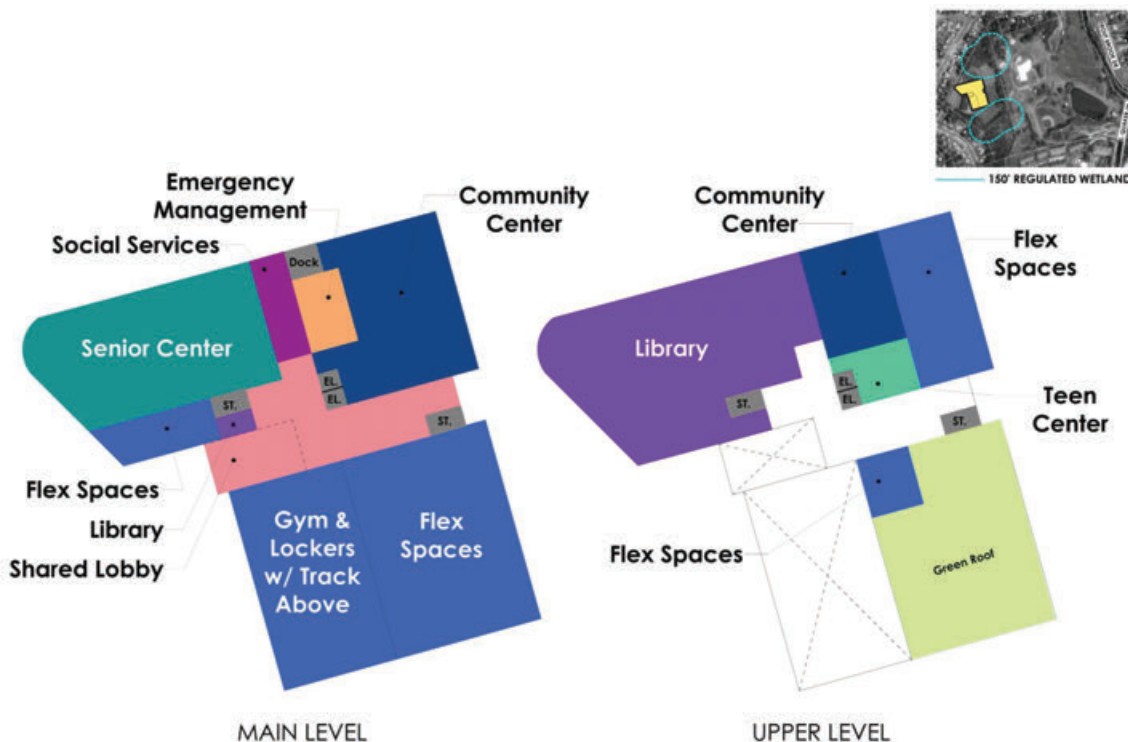 150' REGULATED WETLAND
Emergency
Management
Social Services
Community
Center
Dock
Senior Center
EL.
EL.
ST.
ST.
Flex Spaces
Library
Shared Lobby
Gym &
Lockers
w/ Track
Above
Flex
Spaces
MAIN LEVEL
Community
Center
Flex
Spaces
Library
EL.
EL.
ST.
ST.
Teen
Center
Flex Spaces
Green Roof
UPPER LEVEL